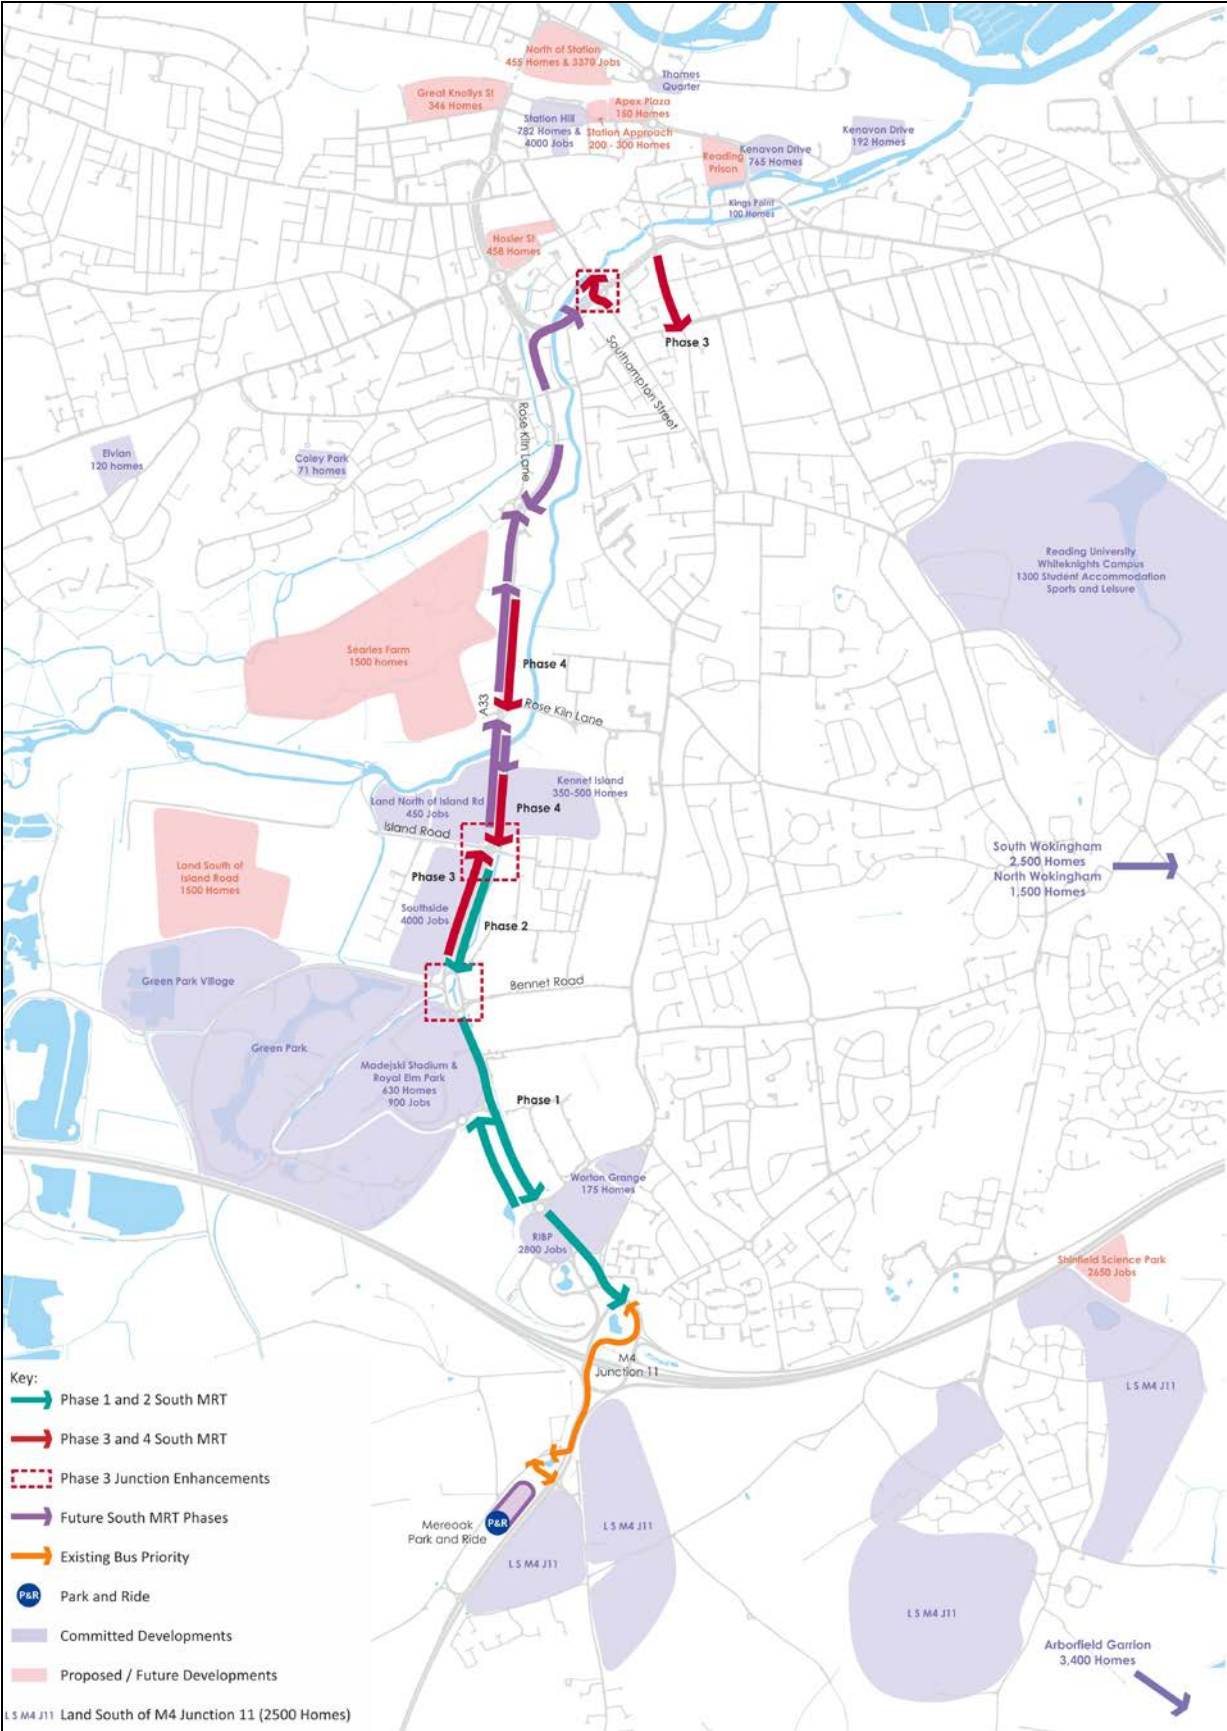 North of Station
455 Homes & 3370 Jobs
Thames
Quarter
Great Knollys St
346 Homes
Apex Plaza
160 Homes
Station Hill
782 Homes &
4000 Jobs
Station Approach
200 - 300 Homes
Kenavon Drive
192 Homes
Reading
Prison
Kenavon Drive
765 Homes
Kings Point
100 Homes
Hosier St
458 Homes
Phase 3
Southampton Street
Rose Kiln Lane
Elvian
120 homes
Coley Park
71 homes
Reading University
Whiteknights Campus
1300 Student Accommodation
Sports and Leisure
Searles Farm
1500 homes
Phase 4
A33
Rose Kiln Lane
Kennet Island
350-500 Homes
Land North of Island Rd
450 Jobs
Phase 4
Island Road
South Wokingham
2,500 Homes
North Wokingham
1,500 Homes
Land South of
Island Road
1500 Homes
Phase 3
Southside
4000 Jobs
Phase 2
Green Park Village
Bennet Road
Green Park
Madejski Stadium &
Royal Elm Park
630 Homes
900 Jobs
Phase 1
Worton Grange
175 Homes
RIBP
2800 Jobs
Shinfield Science Park
2650 Jobs
M4
Junction 11
L S M4 J11
Mereoak
Park and Ride
P&R
L S M4 J11
L S M4 J11
L S M4 J11
Arborfield Garrion
3,400 Homes
Key:
Phase 1 and 2 South MRT
Phase 3 and 4 South MRT
Phase 3 Junction Enhancements
Future South MRT Phases
Existing Bus Priority
P&R Park and Ride
Committed Developments
Proposed / Future Developments
L S M4 J11 Land South of M4 Junction 11 (2500 Homes)